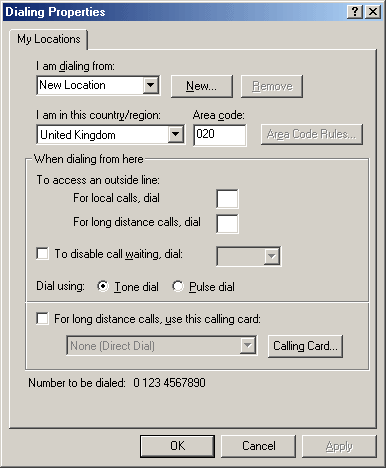 Dialing Properties
My Locations
I am dialing from:
New Location New... Remove
I am in this country/region: Area code:
United Kingdom 020 Area Code Rules...
When dialing from here
To access an outside line:
For local calls, dial
For long distance calls, dial
To disable call waiting, dial:
Dial using: Tone dial Pulse dial
For long distance calls, use this calling card:
None (Direct Dial) Calling Card...
Number to be dialed: 0 123 4567890
OK Cancel Apply